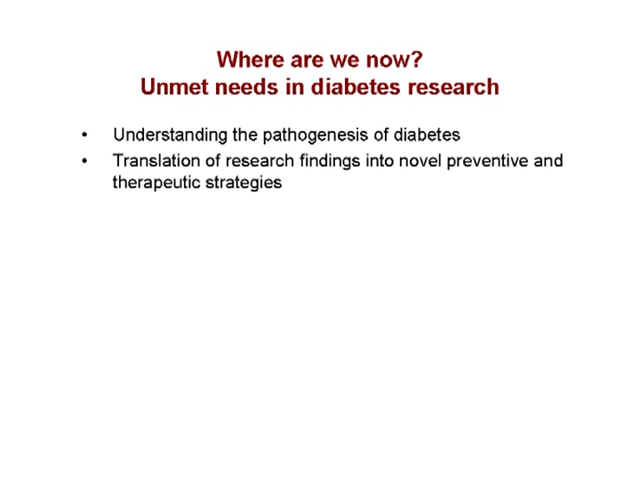 Where are we now?
Unmet needs in diabetes research
• Understanding the pathogenesis of diabetes
• Translation of research findings into novel preventive and
therapeutic strategies